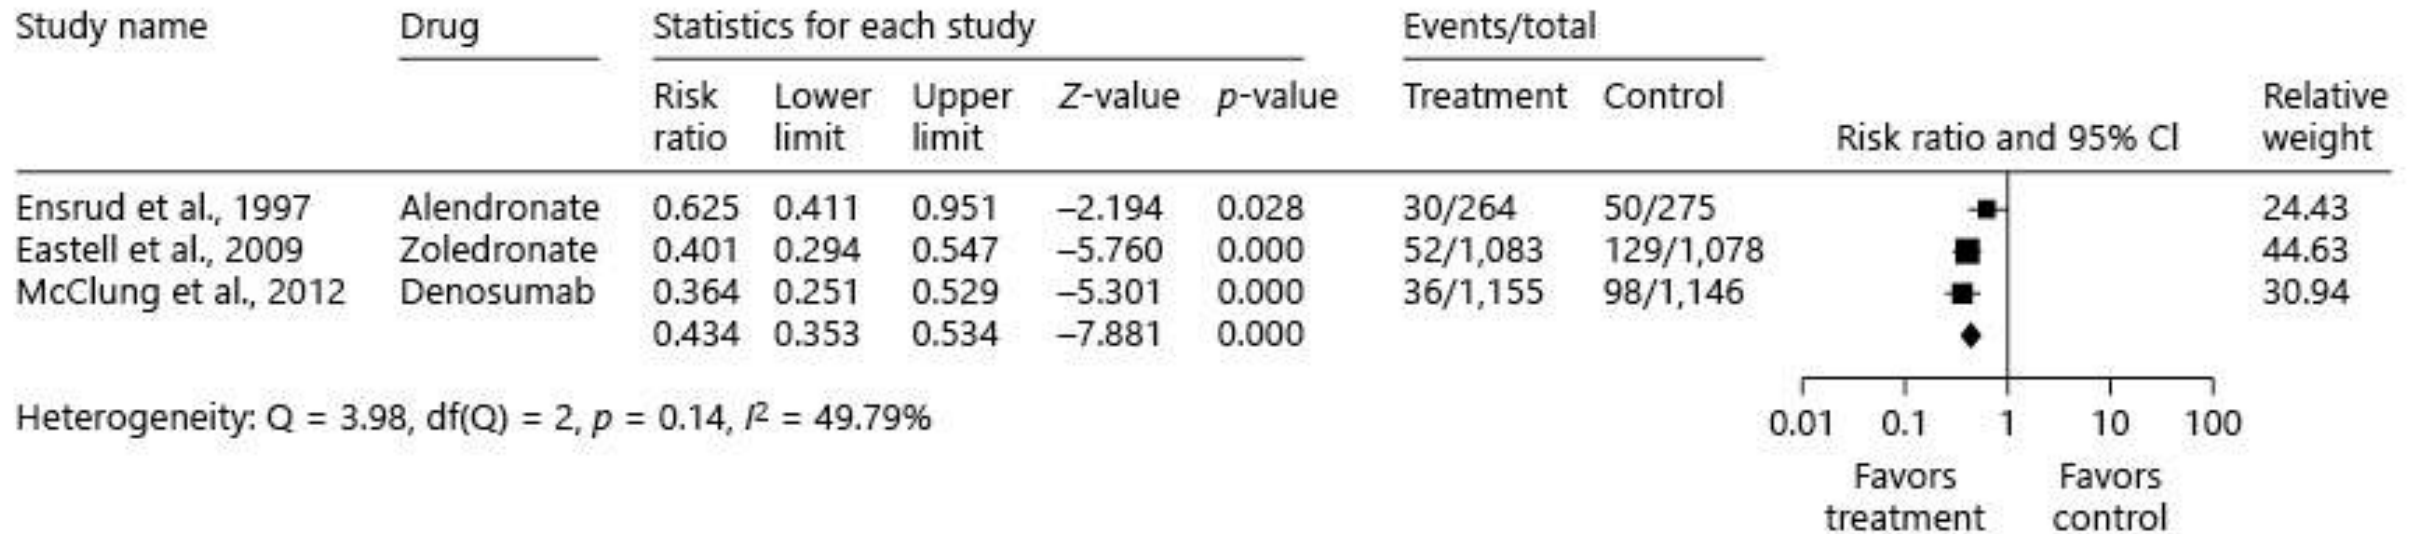 Study name Drug Statistics for each study Events/total
Risk ratio Lower limit Upper limit Z-value p-value Treatment Control Risk ratio and 95% CI Relative weight
Ensrud et al., 1997 Alendronate 0.625 0.411 0.951 –2.194 0.028 30/264 50/275 24.43
Eastell et al., 2009 Zoledronate 0.401 0.294 0.547 –5.760 0.000 52/1,083 129/1,078 44.63
McClung et al., 2012 Denosumab 0.364 0.251 0.529 –5.301 0.000 36/1,155 98/1,146 30.94
0.434 0.353 0.534 –7.881 0.000
Heterogeneity: Q = 3.98, df(Q) = 2, p = 0.14, I² = 49.79%
0.01 0.1 1 10 100
Favors treatment Favors control